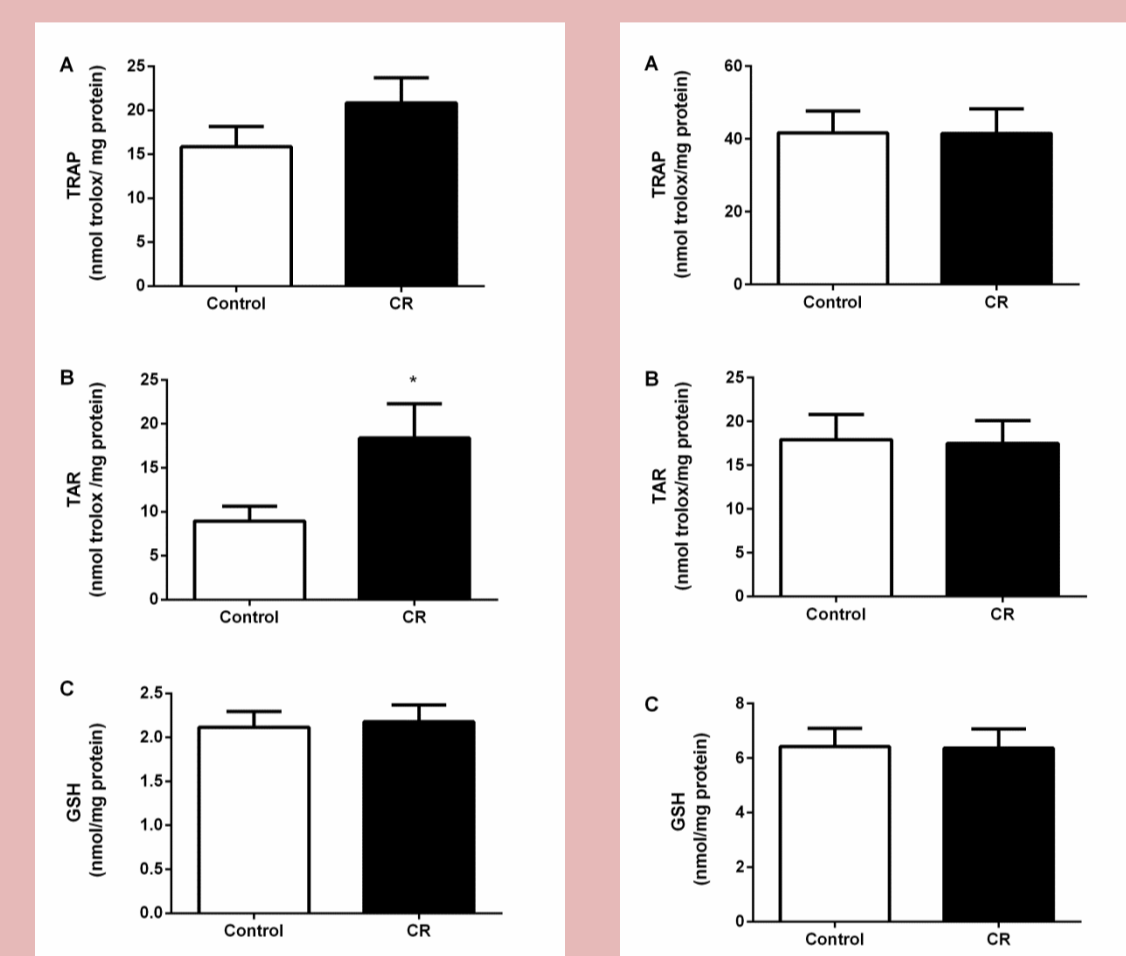 A
TRAP
(nmol trolox/ mg protein)
25
20
15
10
5
0
Control CR
B
TAR
(nmol trolox /mg protein)
25
20
15
10
5
0
*
Control CR
C
GSH
(nmol/mg protein)
2.5
2.0
1.5
1.0
0.5
0.0
Control CR
A
TRAP
(nmol trolox/mg protein)
60
40
20
0
Control CR
B
TAR
(nmol trolox/mg protein)
25
20
15
10
5
0
Control CR
C
GSH
(nmol/mg protein)
8
6
4
2
0
Control CR